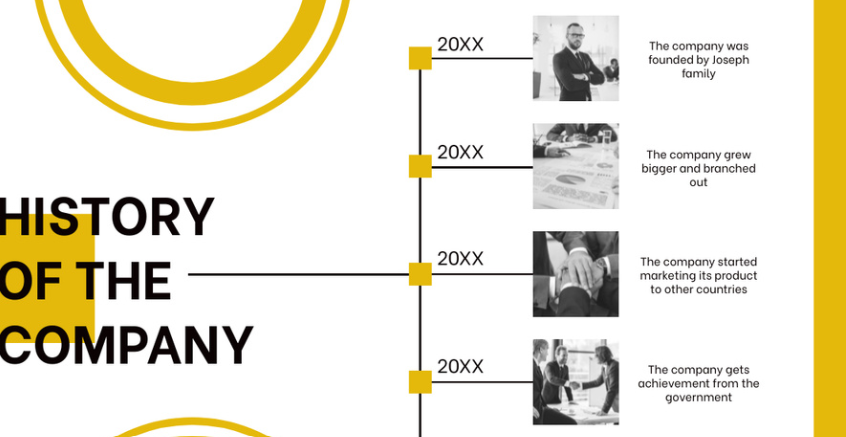 HISTORY
OF THE
COMPANY
20XX
The company was
founded by Joseph
family
20XX
The company grew
bigger and branched
out
20XX
The company started
marketing its product
to other countries
20XX
The company gets
achievement from the
government